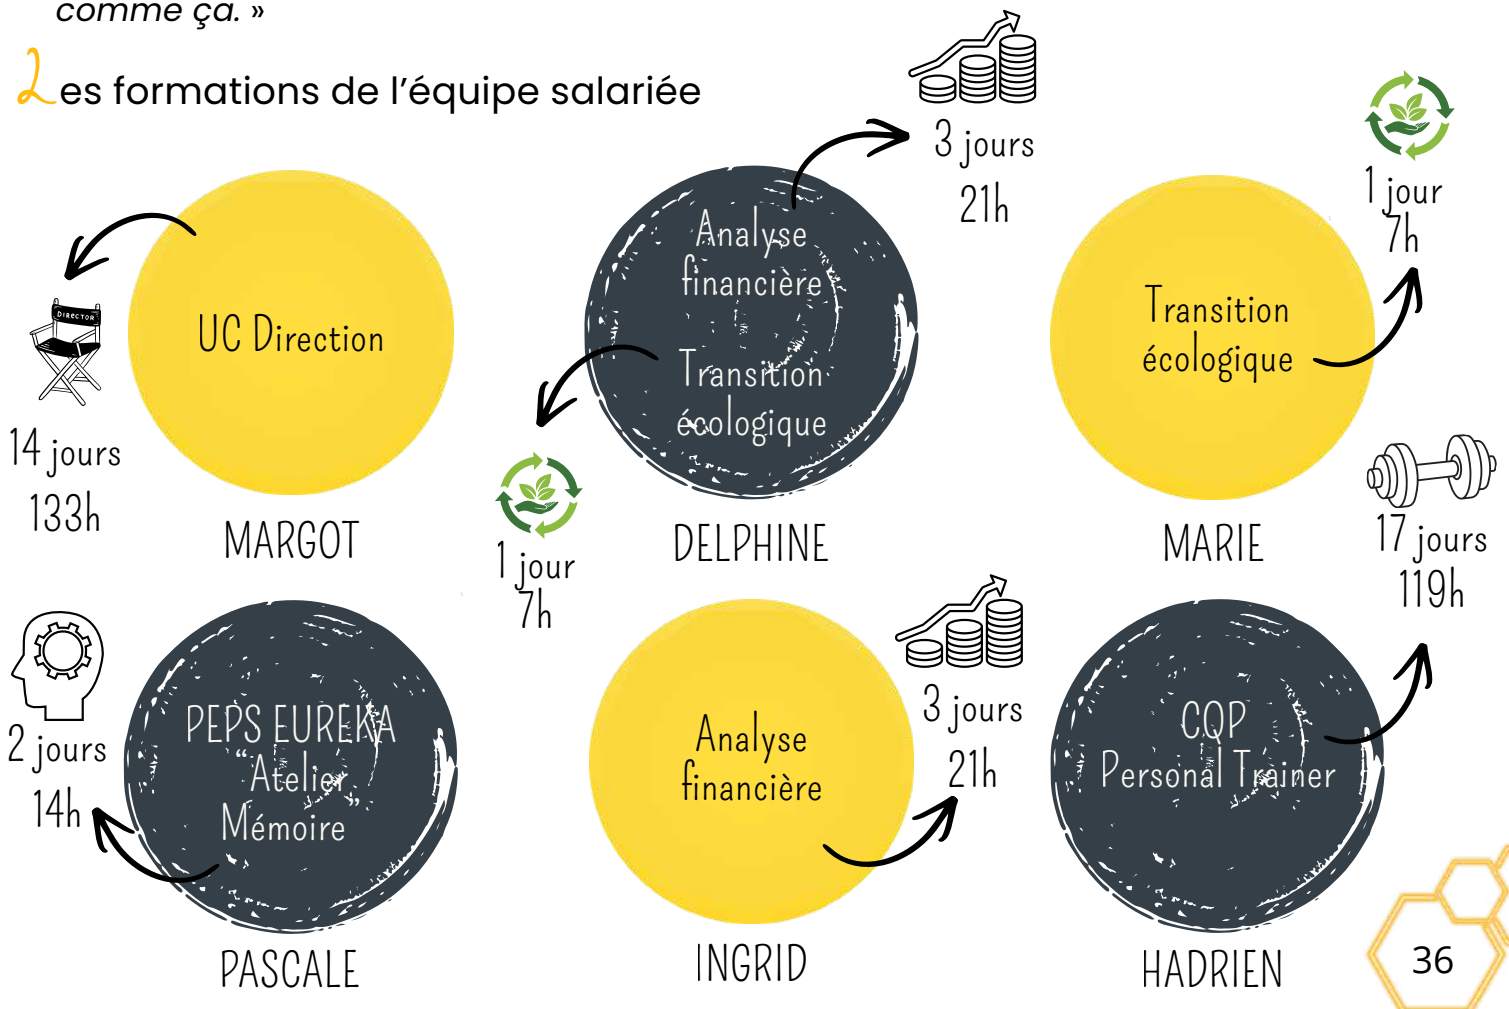 comme ça. »
Les formations de l'équipe salariée
DIRECTOR
14 jours
133h
UC Direction
MARGOT
3 jours
21h
Analyse
financière
Transition
écologique
1 jour
7h
DELPHINE
1 jour
7h
Transition
écologique
MARIE
2 jours
14h
PEPS EUREKA
“Atelier
Mémoire”
PASCALE
3 jours
21h
Analyse
financière
INGRID
17 jours
119h
CQP
Personal Trainer
HADRIEN
36